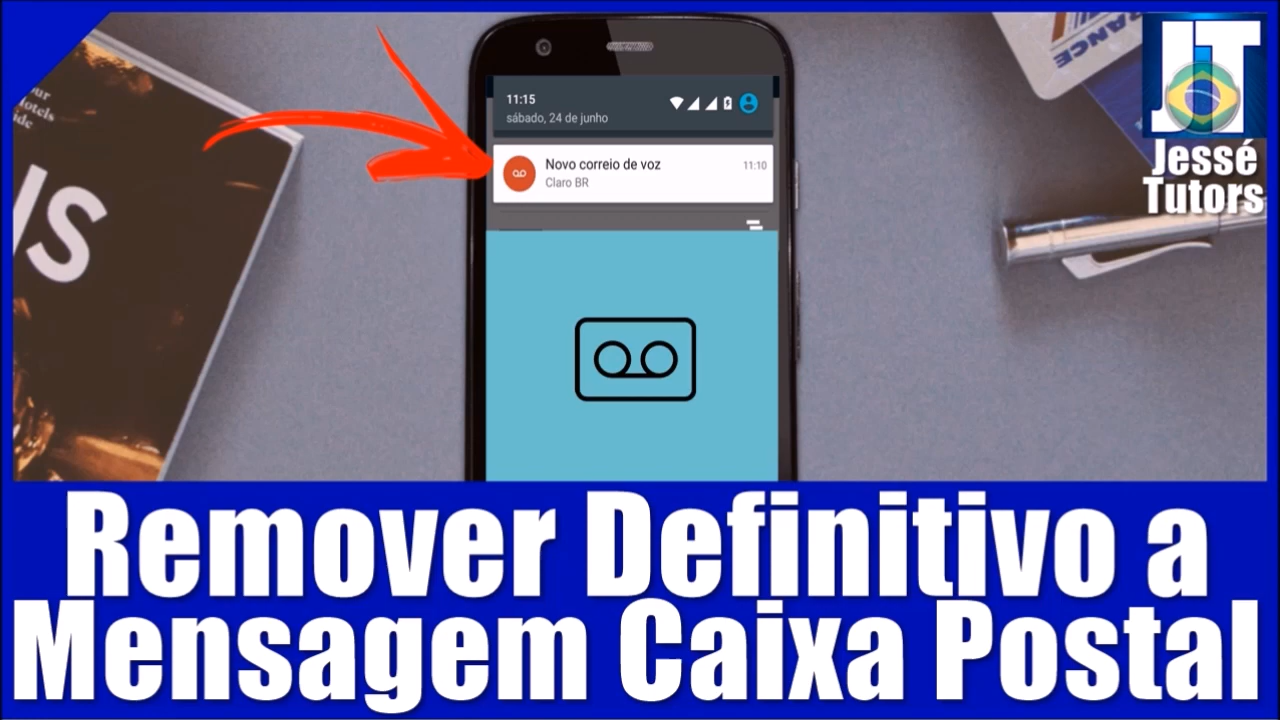 JT
Jessé
Tutors
11:15
sábado, 24 de junho
Novo correio de voz
11:10
Claro BR
Remover Definitivo a
Mensagem Caixa Postal